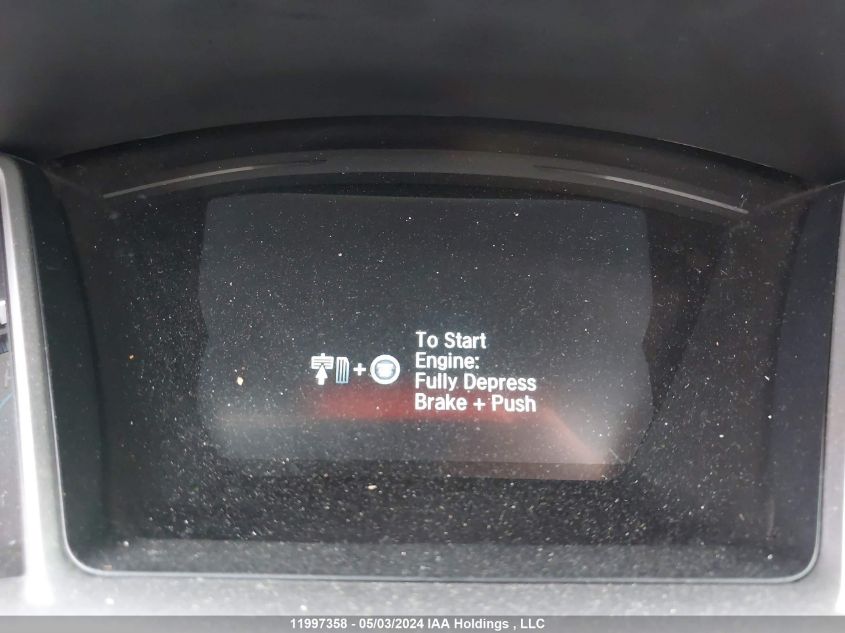 To Start
Engine:
Fully Depress
Brake + Push
11997358 - 05/03/2024 IAA Holdings , LLC